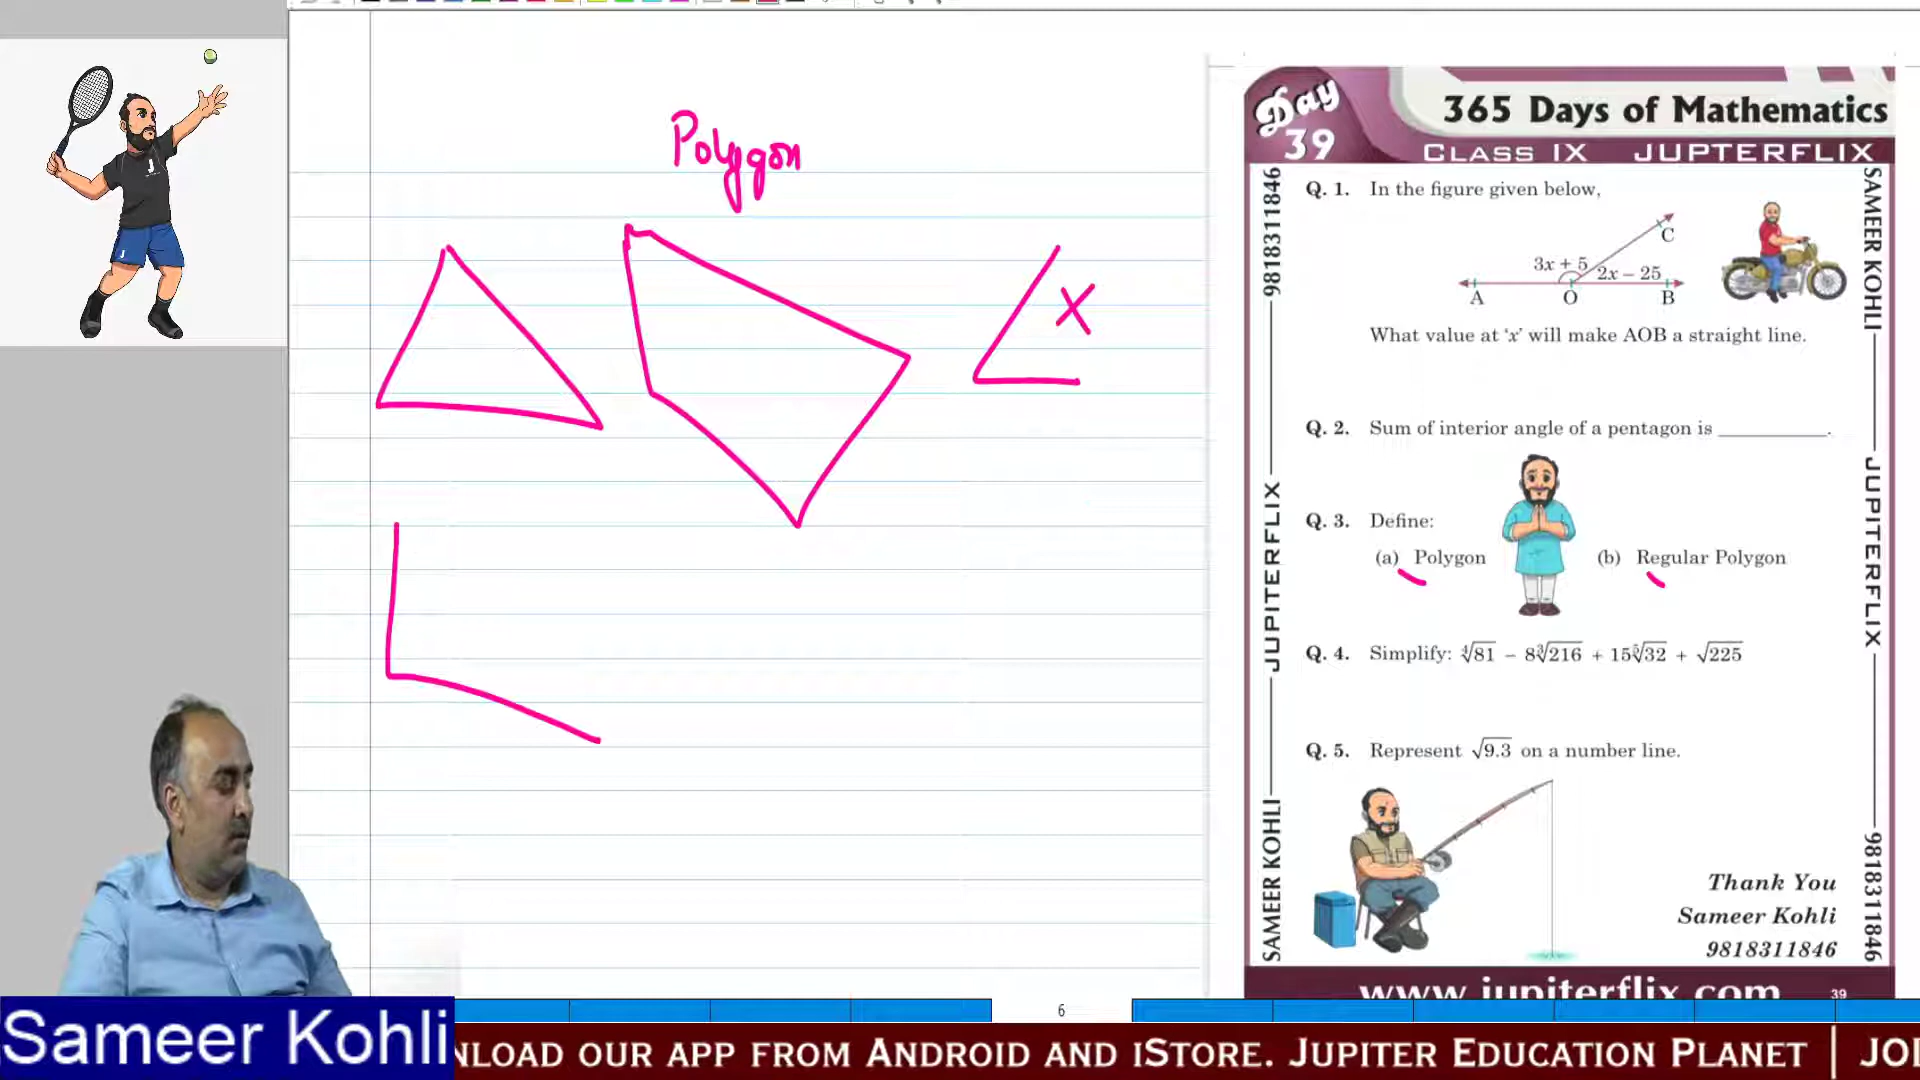 Polygon
X
Day
39
365 Days of Mathematics
CLASS IX JUPTERFLIX
Q. 1. In the figure given below,
C
3x + 5
2x – 25
A
O
B
What value at ‘x’ will make AOB a straight line.
Q. 2. Sum of interior angle of a pentagon is __________.
Q. 3. Define:
(a) Polygon
(b) Regular Polygon
Q. 4. Simplify: ∜81 – 8∛216 + 15⁵√32 + √225
Q. 5. Represent √9.3 on a number line.
Thank You
Sameer Kohli
9818311846
SAMEER KOHLI JUPITERFLIX 9818311846
SAMEER KOHLI JUPITERFLIX 9818311846
www.jupiterflix.com
39
6
Sameer Kohli
NLOAD OUR APP FROM ANDROID AND ISTORE. JUPITER EDUCATION PLANET | JOI